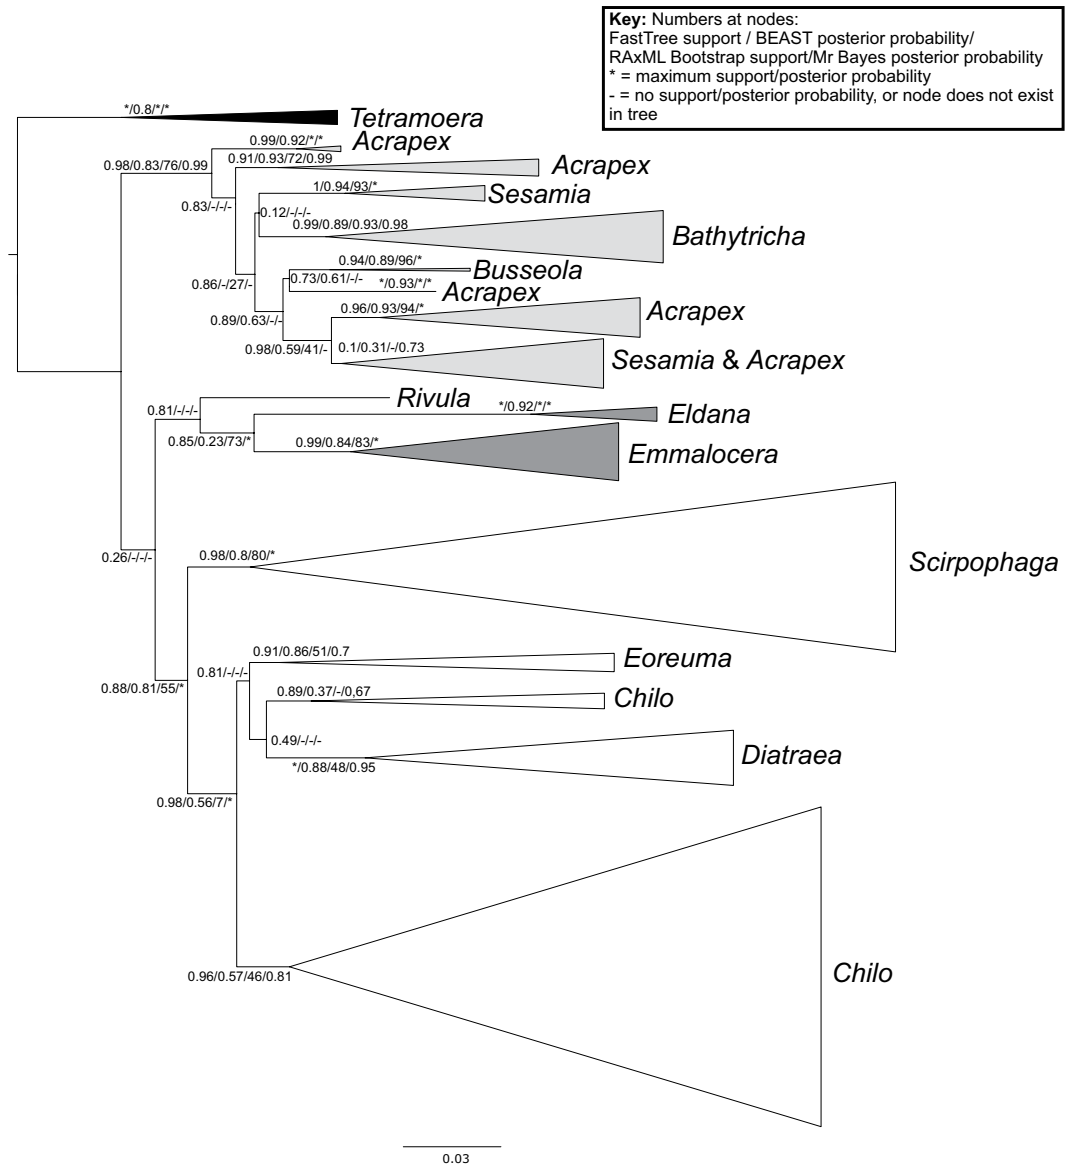 Key: Numbers at nodes:
FastTree support / BEAST posterior probability/
RAxML Bootstrap support/Mr Bayes posterior probability
* = maximum support/posterior probability
- = no support/posterior probability, or node does not exist
in tree
*/0.8/*/*
Tetramoera
0.99/0.92/*/*
Acrapex
0.98/0.83/76/0.99
0.91/0.93/72/0.99
Acrapex
1/0.94/93/*
Sesamia
0.83/-/-/-
0.12/-/-/-
0.99/0.89/0.93/0.98
Bathytricha
0.94/0.89/96/*
Busseola
0.86/-/27/-
0.73/0.61/-/-
*/0.93/*/*
Acrapex
0.96/0.93/94/*
Acrapex
0.89/0.63/-/-
0.98/0.59/41/-
0.1/0.31/-/0.73
Sesamia & Acrapex
Rivula
0.81/-/-/-
*/0.92/*/*
Eldana
0.85/0.23/73/*
0.99/0.84/83/*
Emmalocera
0.26/-/-/-
0.98/0.8/80/*
Scirpophaga
0.91/0.86/51/0.7
Eoreuma
0.81/-/-/-
0.88/0.81/55/*
0.89/0.37/-/0,67
Chilo
0.49/-/-/-
*/0.88/48/0.95
Diatraea
0.98/0.56/7/*
0.96/0.57/46/0.81
Chilo
0.03